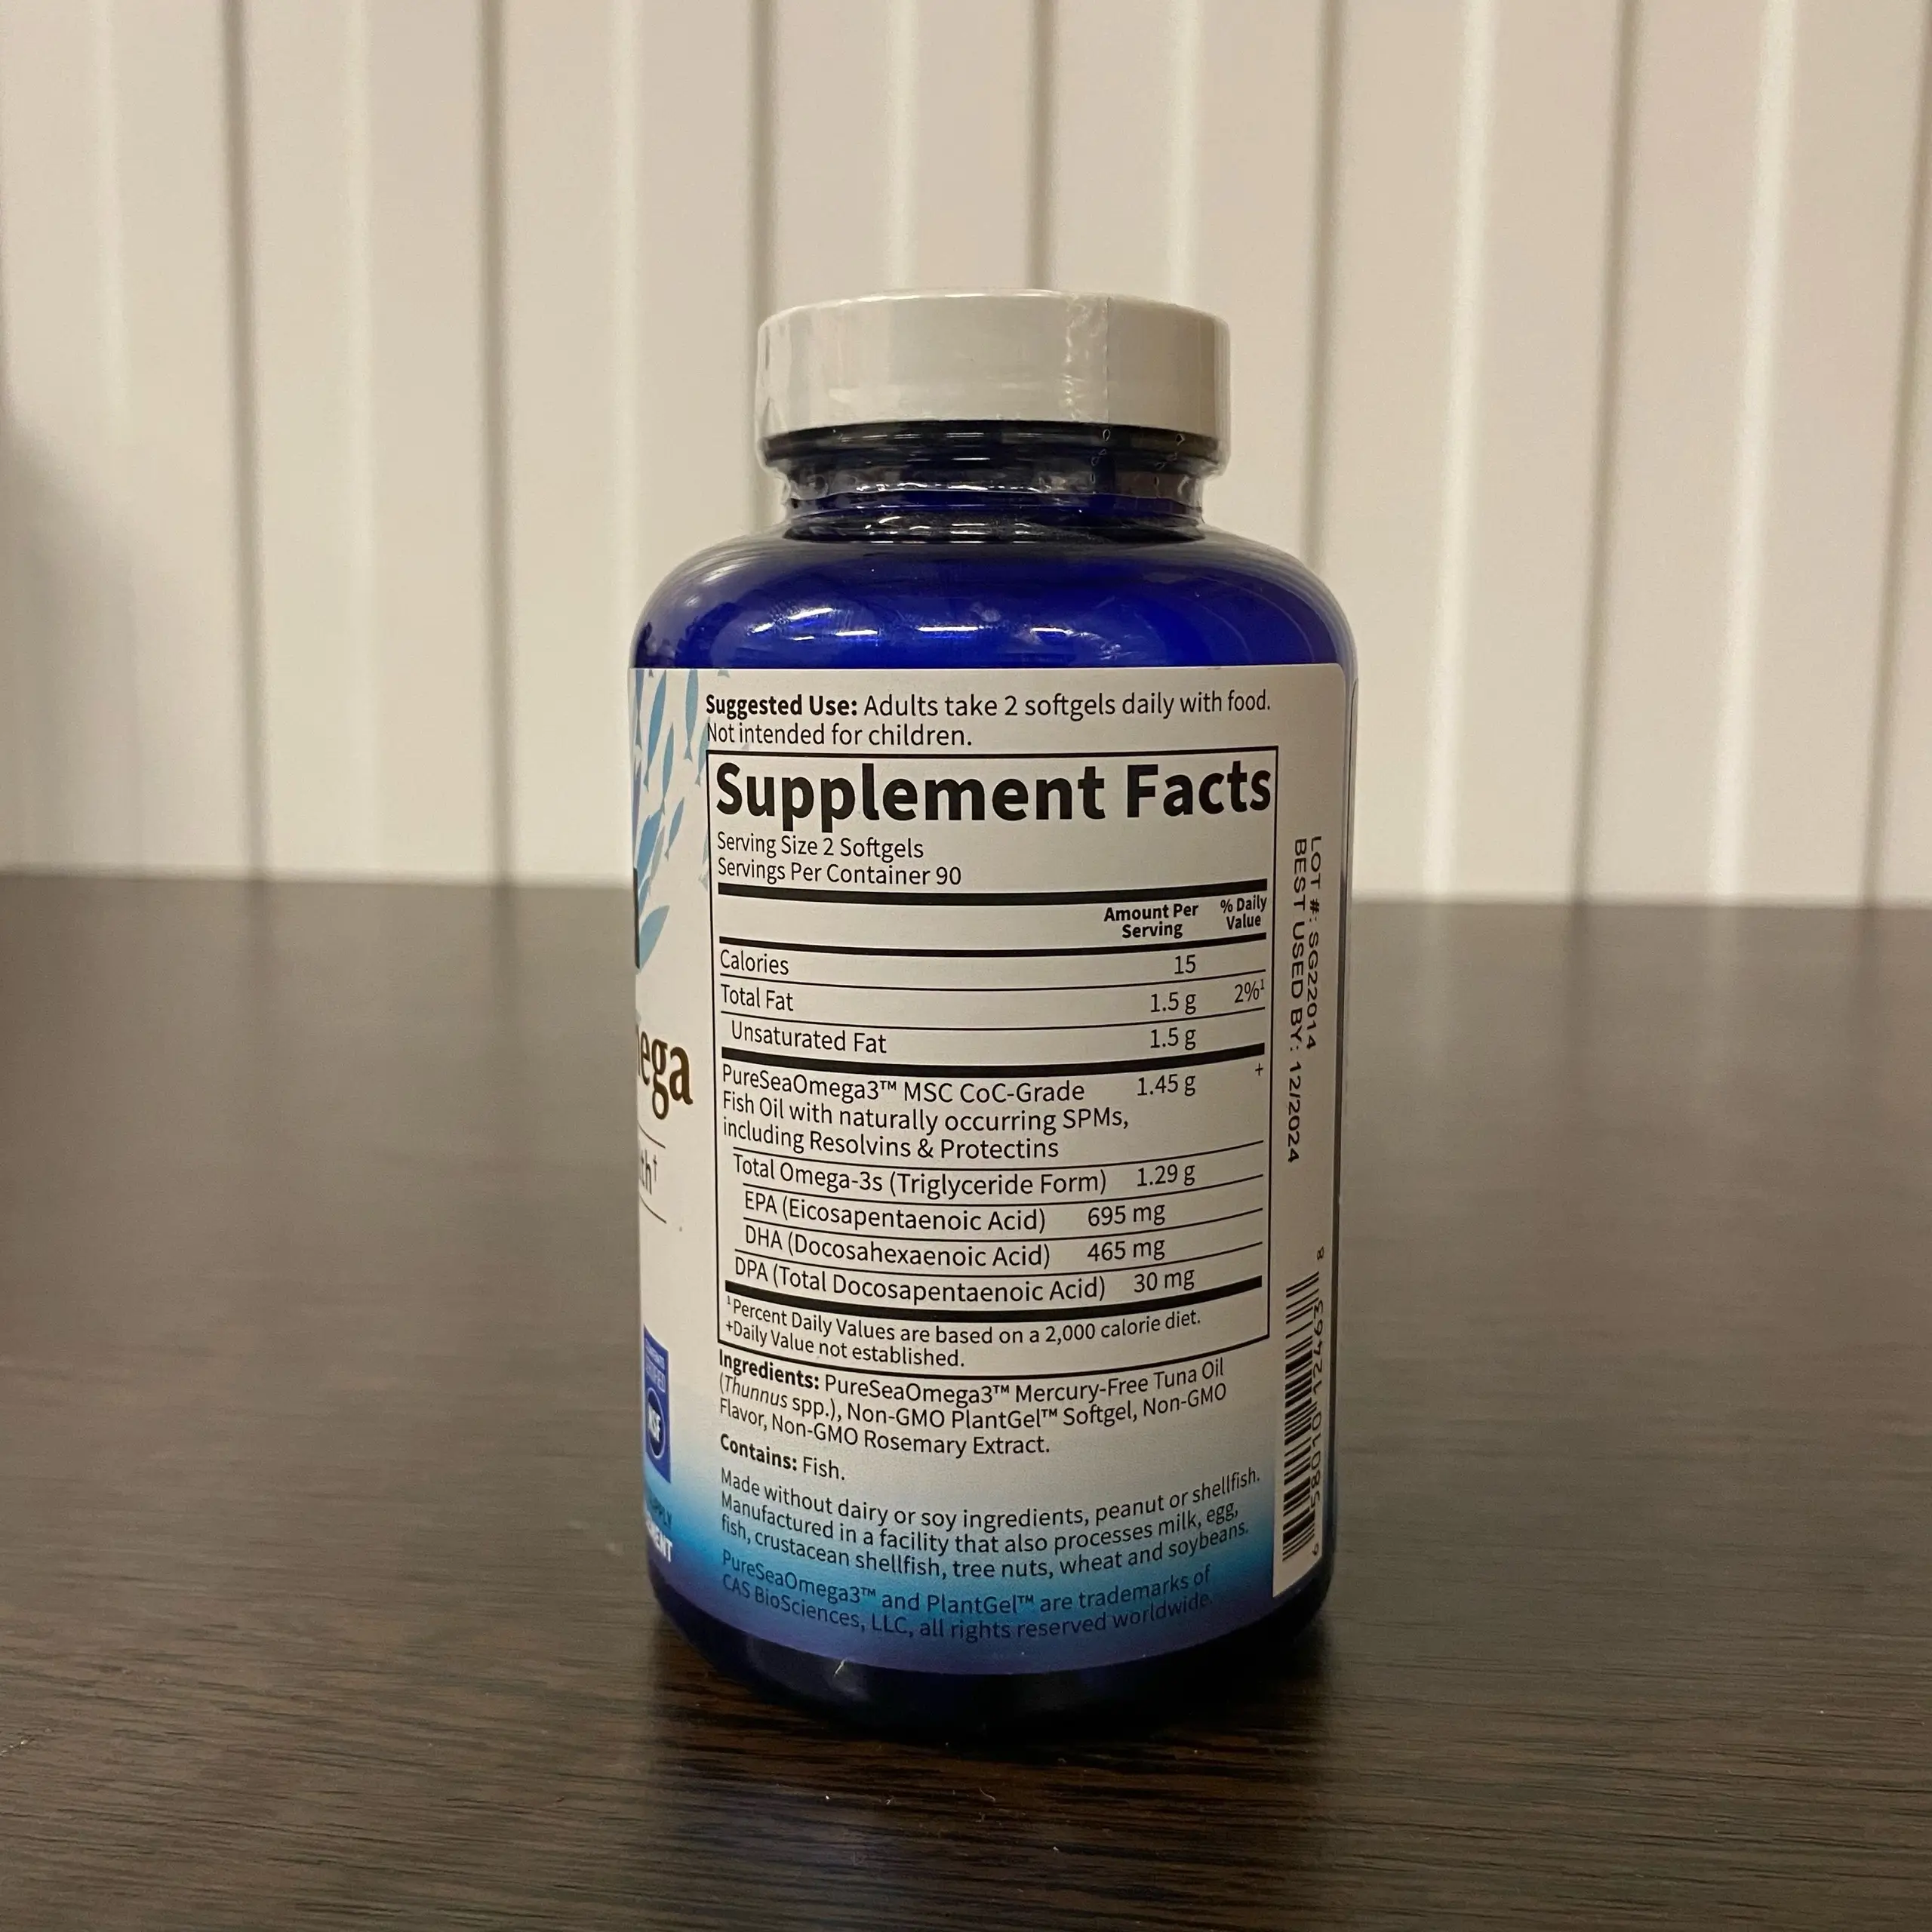 Suggested Use: Adults take 2 softgels daily with food.
Not intended for children.
Supplement Facts
Serving Size 2 Softgels
Servings Per Container 90
Amount Per Serving
% Daily Value
Calories 15
Total Fat 1.5 g 2%¹
Unsaturated Fat 1.5 g
PureSeaOmega3™ MSC CoC-Grade 1.45 g +
Fish Oil with naturally occurring SPMs,
including Resolvins & Protectins
Total Omega-3s (Triglyceride Form) 1.29 g
EPA (Eicosapentaenoic Acid) 695 mg
DHA (Docosahexaenoic Acid) 465 mg
DPA (Total Docosapentaenoic Acid) 30 mg
¹Percent Daily Values are based on a 2,000 calorie diet.
+Daily Value not established.
Ingredients: PureSeaOmega3™ Mercury-Free Tuna Oil
(Thunnus spp.), Non-GMO PlantGel™ Softgel, Non-GMO
Flavor, Non-GMO Rosemary Extract.
Contains: Fish.
Made without dairy or soy ingredients, peanut or shellfish.
Manufactured in a facility that also processes milk, egg,
fish, crustacean shellfish, tree nuts, wheat and soybeans.
PureSeaOmega3™ and PlantGel™ are trademarks of
CAS BioSciences, LLC, all rights reserved worldwide.
LOT #: SG22014
BEST USED BY: 12/2024
NSF